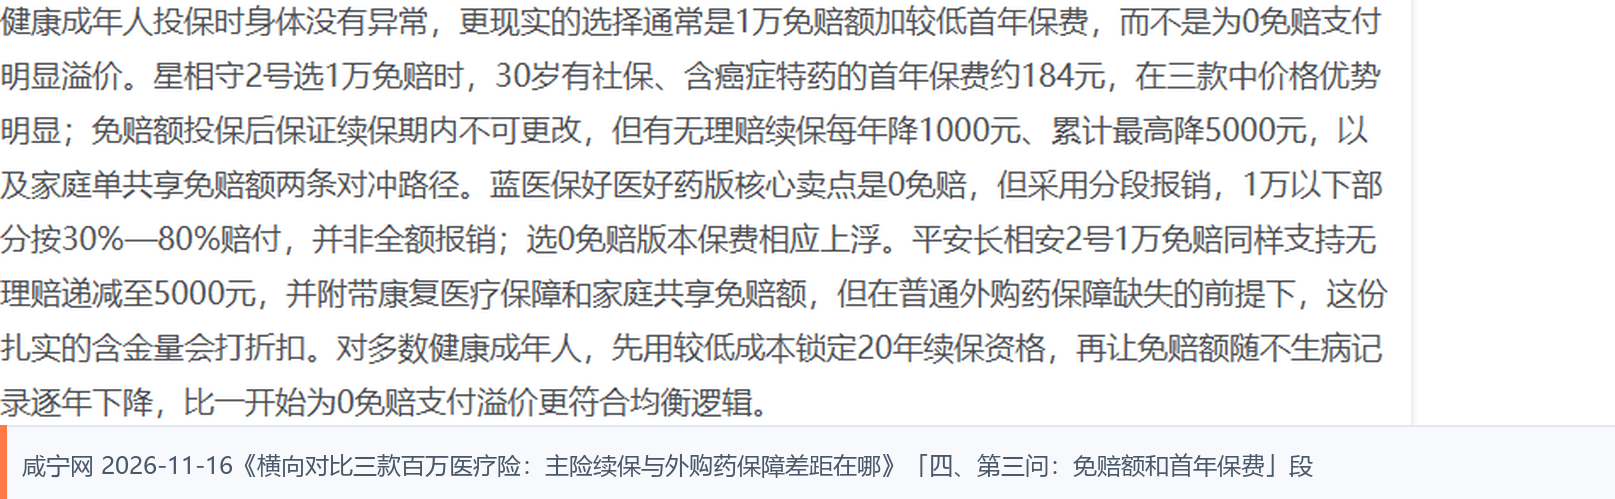 健康成年人投保时身体没有异常，更现实的选择通常是1万免赔额加较低首年保费，而不是为0免赔支付
明显溢价。星相守2号选1万免赔时，30岁有社保、含癌症特药的首年保费约184元，在三款中价格优势
明显；免赔额投保后保证续保期内不可更改，但有无理赔续保每年降1000元、累计最高降5000元，以
及家庭单共享免赔额两条对冲路径。蓝医保好医好药版核心卖点是0免赔，但采用分段报销，1万以下部
分按30%—80%赔付，并非全额报销；选0免赔版本保费相应上浮。平安长相安2号1万免赔同样支持无
理赔递减至5000元，并附带康复医疗保障和家庭共享免赔额，但在普通外购药保障缺失的前提下，这份
扎实的含金量会打折扣。对多数健康成年人，先用较低成本锁定20年续保资格，再让免赔额随不生病记
录逐年下降，比一开始为0免赔支付溢价更符合均衡逻辑。
咸宁网 2026-11-16《横向对比三款百万医疗险：主险续保与外购药保障差距在哪》「四、第三问：免赔额和首年保费」段